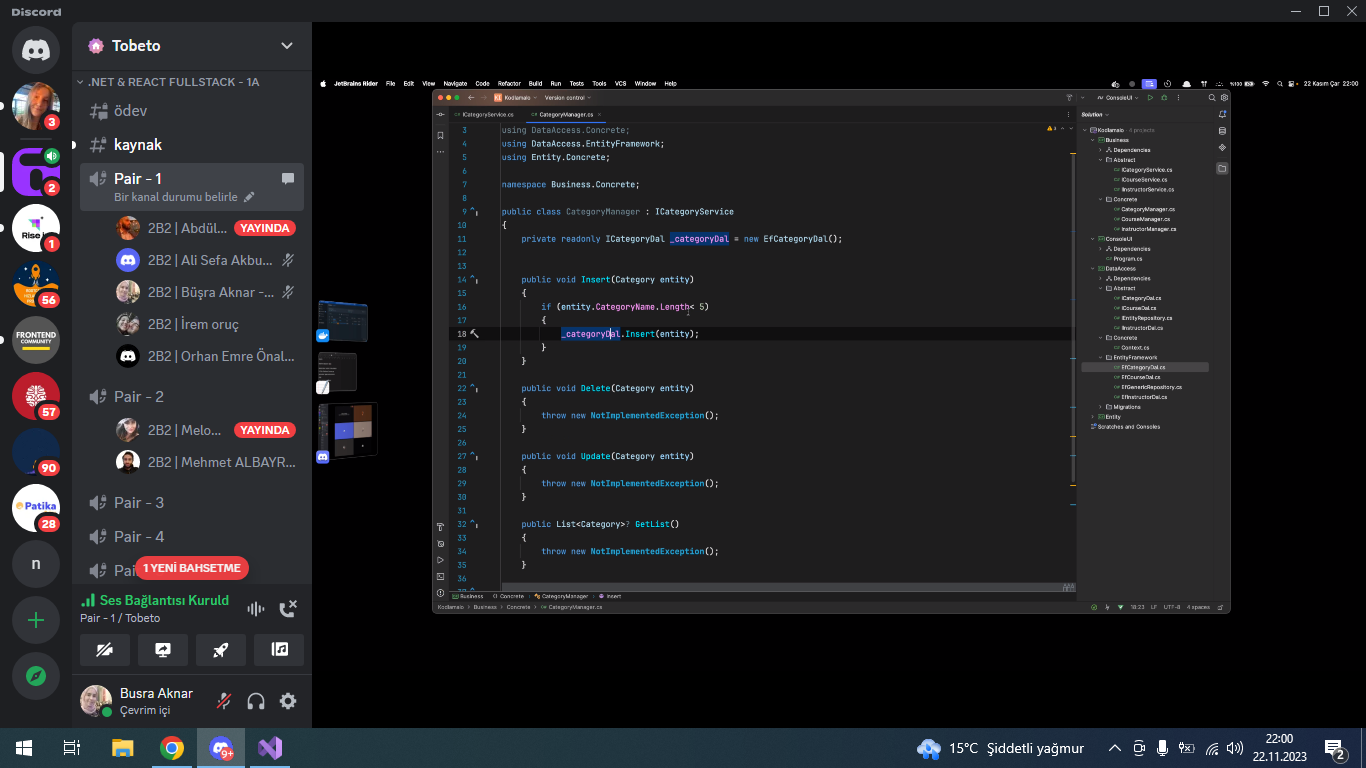 Discord
Tobeto
.NET & REACT FULLSTACK - 1A
ödev
kaynak
Pair - 1
Bir kanal durumu belirle
2B2 | Abdül...
YAYINDA
2B2 | Ali Sefa Akbu...
2B2 | Büşra Aknar -...
2B2 | İrem oruç
2B2 | Orhan Emre Önal...
Pair - 2
2B2 | Melo...
YAYINDA
2B2 | Mehmet ALBAYR...
Pair - 3
Pair - 4
Pai
1 YENİ BAHSETME
Ses Bağlantısı Kuruld
Pair - 1 / Tobeto
Busra Aknar
Çevrim içi
3
2
Rise
1
56
FRONTEND
COMMUNITY
57
90
Patika
28
n
JetBrains Rider File Edit View Navigate Code Refactor Build Run Tests Tools VCS Window Help
22 Kasım Çar 22:00
Kodlamaio Version control
ConsoleUI
ICategoryService.cs CategoryManager.cs
3 using DataAccess.Concrete;
4 using DataAccess.EntityFramework;
5 using Entity.Concrete;
6
7 namespace Business.Concrete;
8
9 public class CategoryManager : ICategoryService
10 {
11 private readonly ICategoryDal _categoryDal = new EfCategoryDal();
12
13
14 public void Insert(Category entity)
15 {
16 if (entity.CategoryName.Length< 5)
17 {
18 _categoryDal.Insert(entity);
19 }
20 }
21
22 public void Delete(Category entity)
23 {
24 throw new NotImplementedException();
25 }
26
27 public void Update(Category entity)
28 {
29 throw new NotImplementedException();
30 }
31
32 public List<Category>? GetList()
33 {
34 throw new NotImplementedException();
35 }
36
Business Concrete CategoryManager Insert
Kodlamaio Business Concrete CategoryManager.cs
18:23 LF UTF-8 4 spaces
Solution
Kodlamaio · 4 projects
Business
Dependencies
Abstract
ICategoryService.cs
ICourseService.cs
IInstructorService.cs
Concrete
CategoryManager.cs
CourseManager.cs
InstructorManager.cs
ConsoleUI
Dependencies
Program.cs
DataAccess
Dependencies
Abstract
ICategoryDal.cs
ICourseDal.cs
IEntityRepository.cs
IInstructorDal.cs
Concrete
Context.cs
EntityFramework
EfCategoryDal.cs
EfCourseDal.cs
EfGenericRepository.cs
EfInstructorDal.cs
Migrations
Entity
Scratches and Consoles
9+
15°C Şiddetli yağmur
22:00
22.11.2023
2